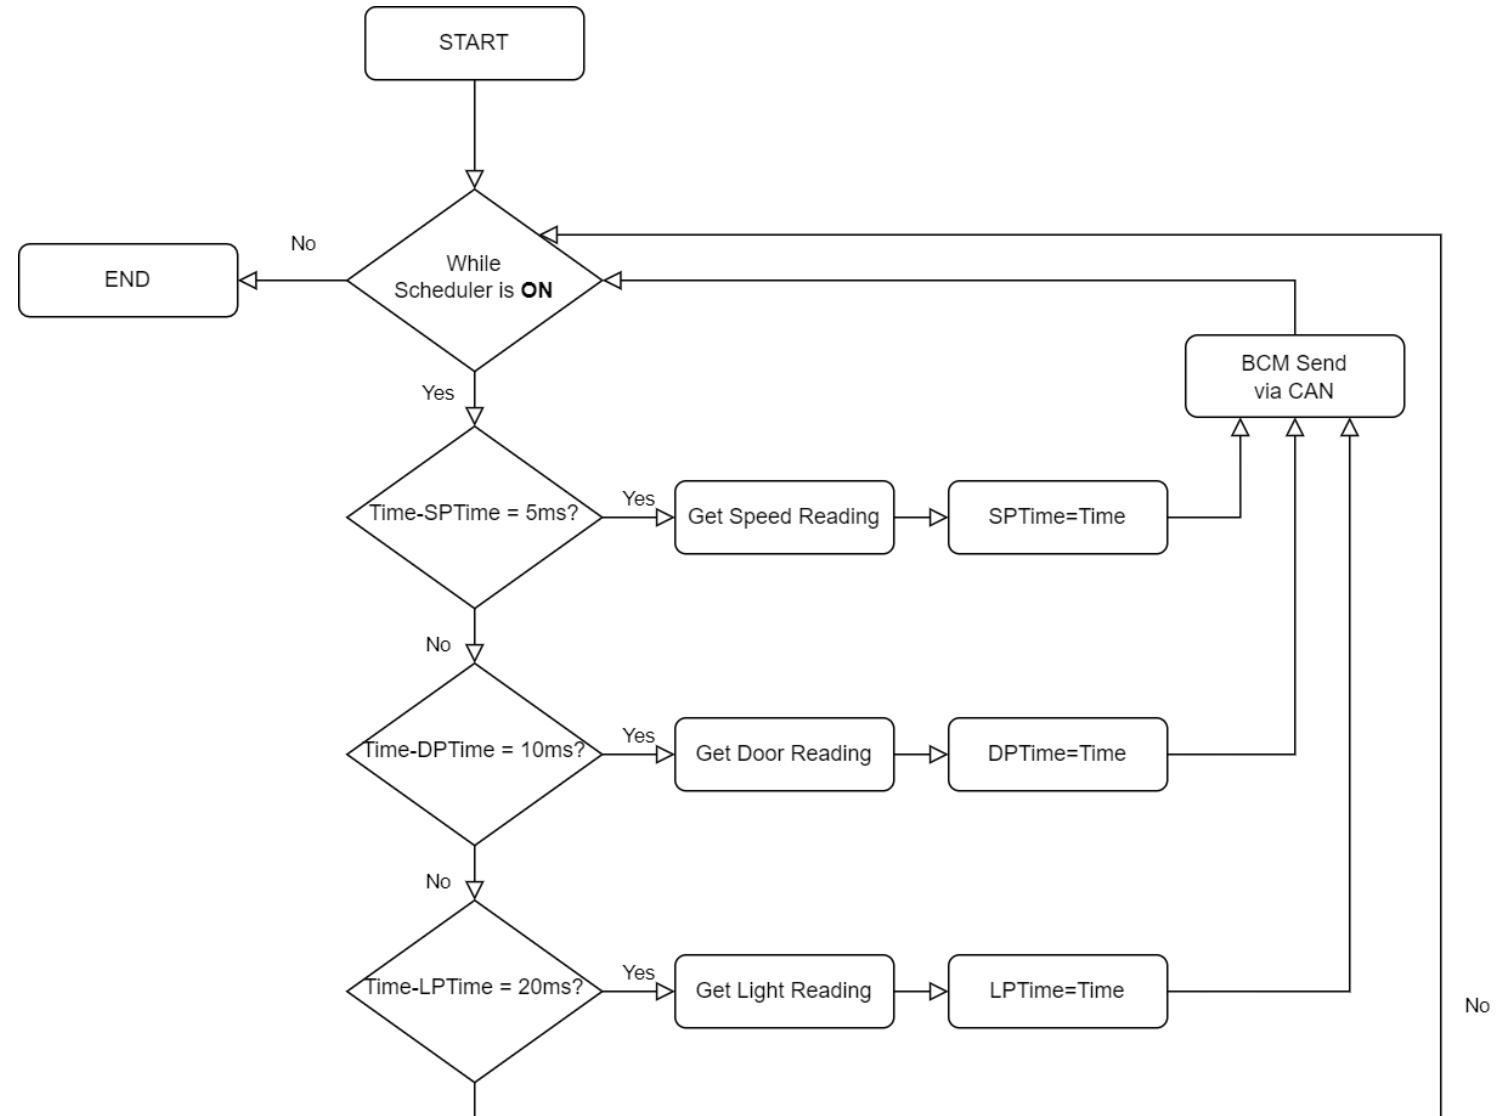 START
No
END
While
Scheduler is ON
BCM Send
via CAN
Yes
Time-SPTime = 5ms?
Yes
Get Speed Reading
SPTime=Time
No
Time-DPTime = 10ms?
Yes
Get Door Reading
DPTime=Time
No
Time-LPTime = 20ms?
Yes
Get Light Reading
LPTime=Time
No